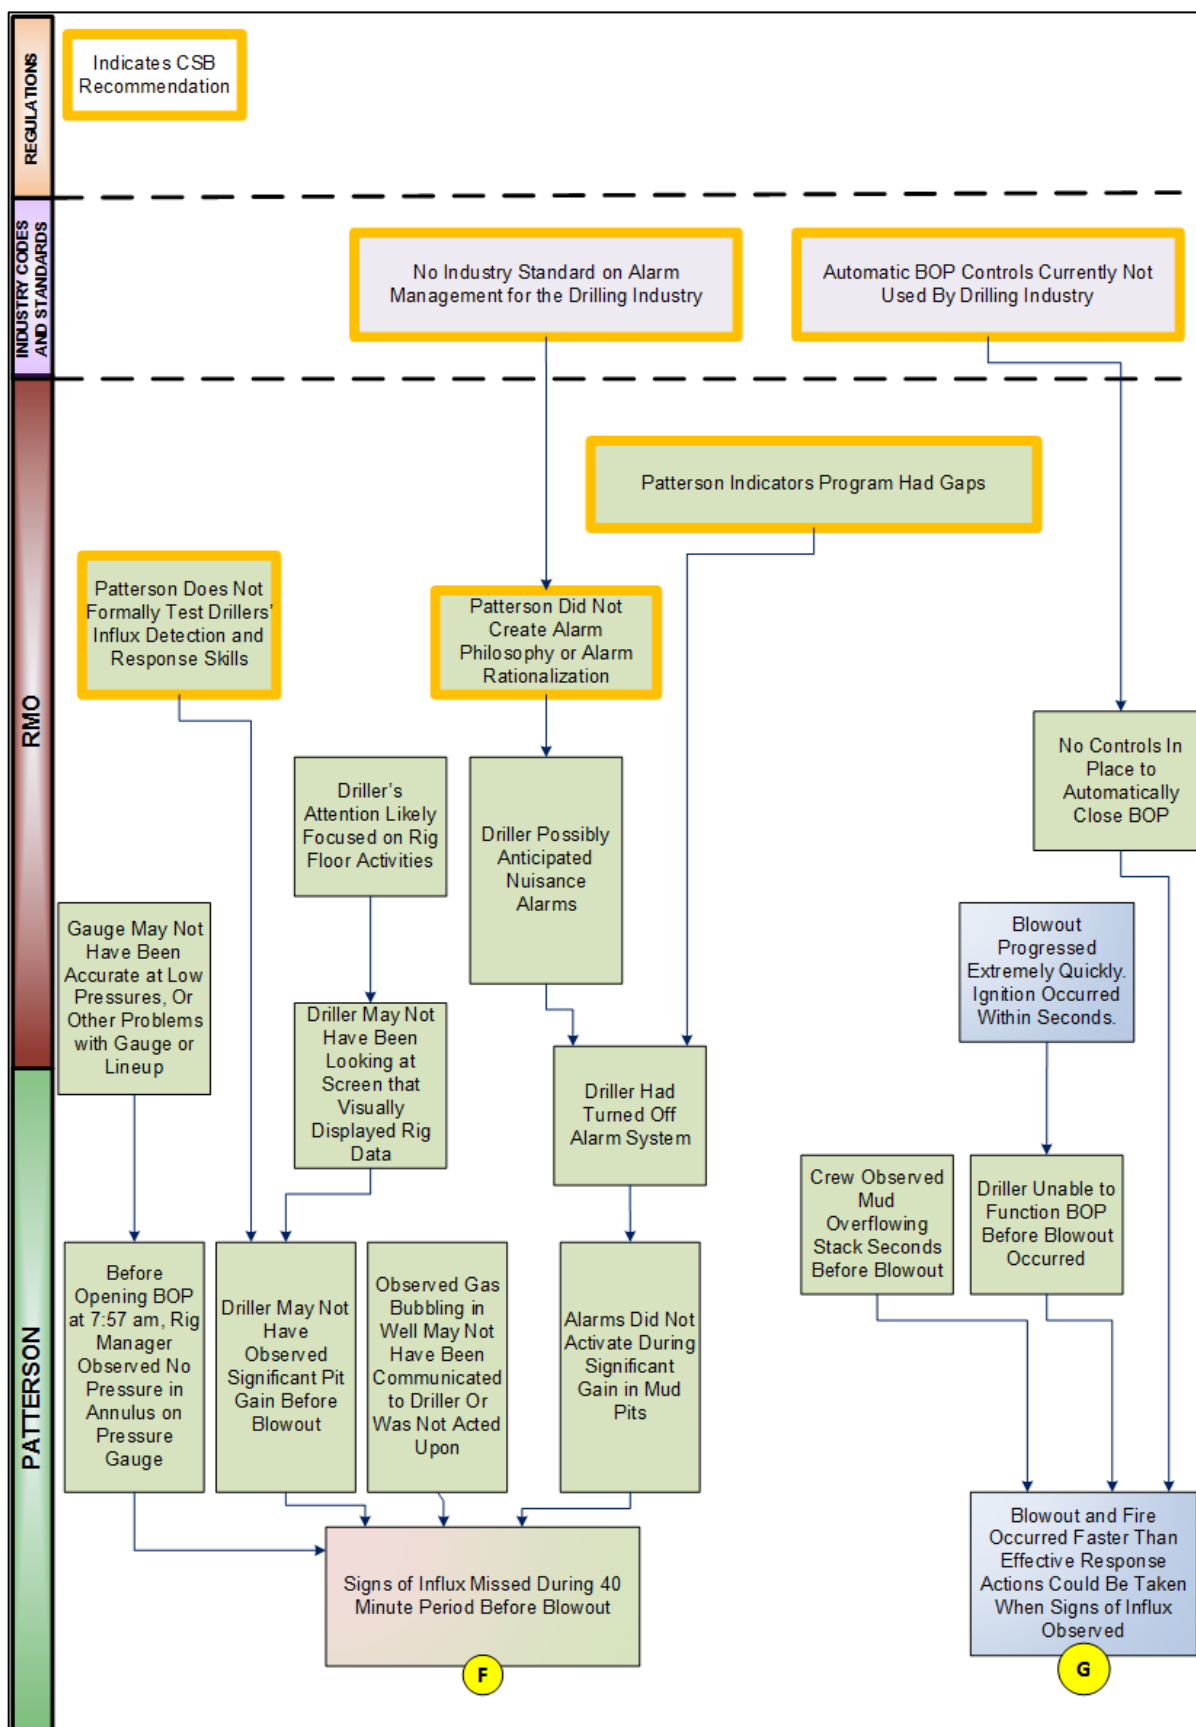 REGULATIONS
Indicates CSB
Recommendation
INDUSTRY CODES
AND STANDARDS
No Industry Standard on Alarm
Management for the Drilling Industry
Automatic BOP Controls Currently Not
Used By Drilling Industry
RMO
Patterson Indicators Program Had Gaps
Patterson Does Not
Formally Test Drillers'
Influx Detection and
Response Skills
Patterson Did Not
Create Alarm
Philosophy or Alarm
Rationalization
No Controls In
Place to
Automatically
Close BOP
Driller's
Attention Likely
Focused on Rig
Floor Activities
Driller Possibly
Anticipated
Nuisance
Alarms
Gauge May Not
Have Been
Accurate at Low
Pressures, Or
Other Problems
with Gauge or
Lineup
Blowout
Progressed
Extremely Quickly.
Ignition Occurred
Within Seconds.
Driller May Not
Have Been
Looking at
Screen that
Visually
Displayed Rig
Data
Driller Had
Turned Off
Alarm System
PATTERSON
Crew Observed
Mud
Overflowing
Stack Seconds
Before Blowout
Driller Unable to
Function BOP
Before Blowout
Occurred
Before
Opening BOP
at 7:57 am, Rig
Manager
Observed No
Pressure in
Annulus on
Pressure
Gauge
Driller May Not
Have
Observed
Significant Pit
Gain Before
Blowout
Observed Gas
Bubbling in
Well May Not
Have Been
Communicated
to Driller Or
Was Not Acted
Upon
Alarms Did Not
Activate During
Significant
Gain in Mud
Pits
Signs of Influx Missed During 40
Minute Period Before Blowout
F
Blowout and Fire
Occurred Faster Than
Effective Response
Actions Could Be Taken
When Signs of Influx
Observed
G